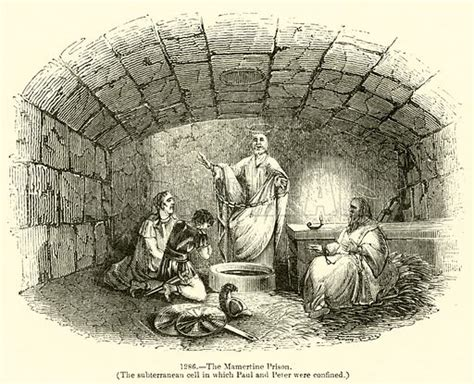 1286.—The Mamertine Prison.
(The subterranean cell in which Paul and Peter were confined.)